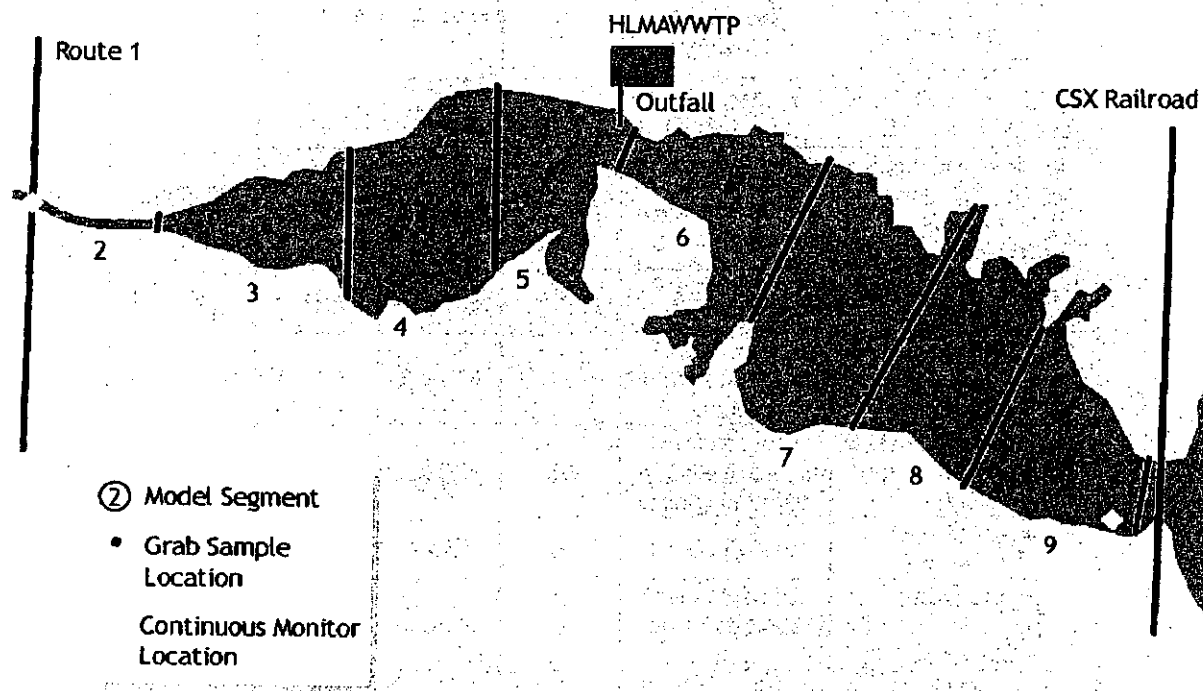 HLMAWWTP
Route 1
Outfall
CSX Railroad
2
3
4
5
6
7
8
9
② Model Segment
• Grab Sample
Location
Continuous Monitor
Location